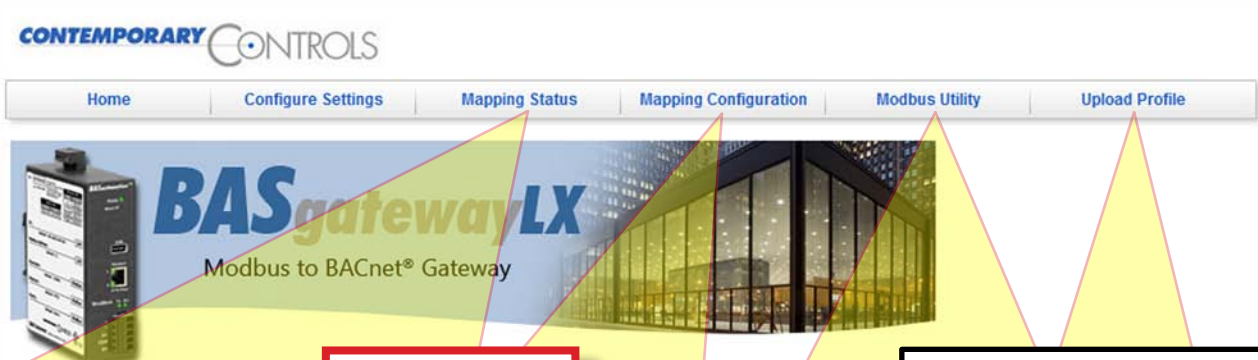 CONTEMPORARY CONTROLS
Home Configure Settings Mapping Status Mapping Configuration Modbus Utility Upload Profile
BASgatewayLX
Modbus to BACnet® Gateway